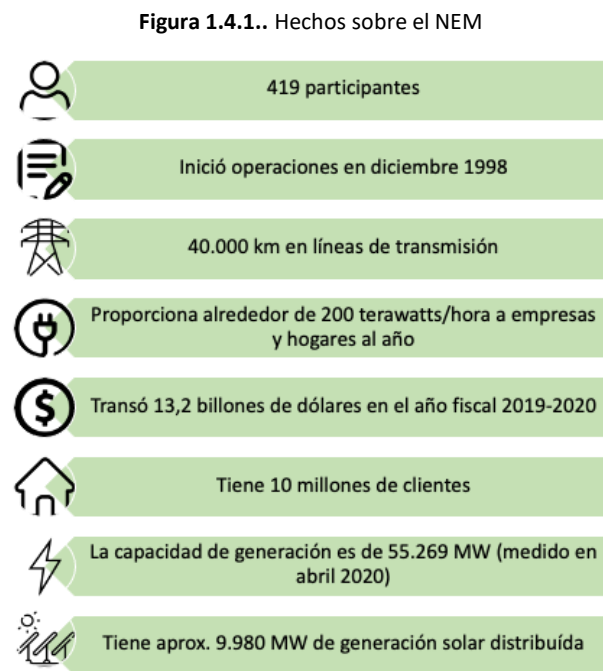 Figura 1.4.1.. Hechos sobre el NEM
419 participantes
Inició operaciones en diciembre 1998
40.000 km en líneas de transmisión
Proporciona alrededor de 200 terawatts/hora a empresas
y hogares al año
Transó 13,2 billones de dólares en el año fiscal 2019-2020
Tiene 10 millones de clientes
La capacidad de generación es de 55.269 MW (medido en
abril 2020)
Tiene aprox. 9.980 MW de generación solar distribuída